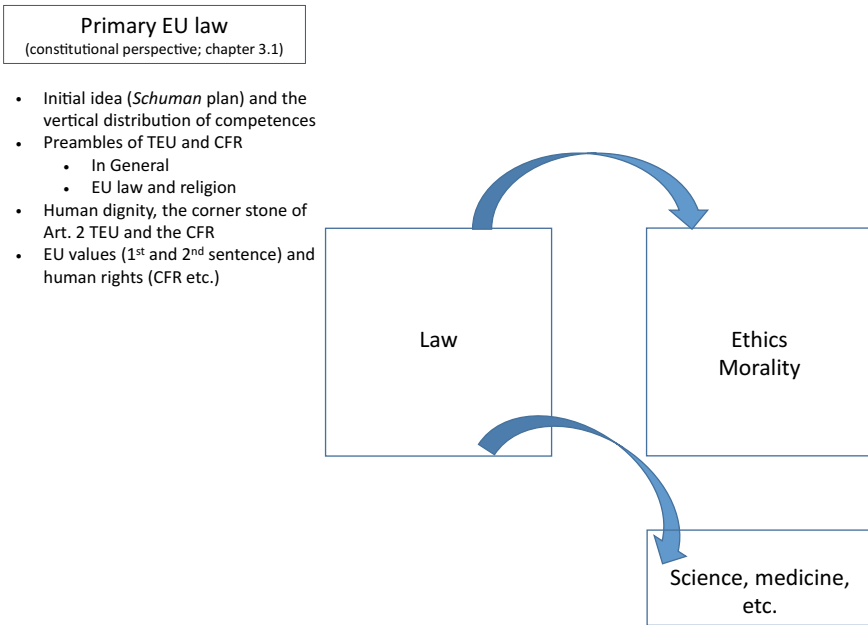 Primary EU law
(constitutional perspective; chapter 3.1)
• Initial idea (Schuman plan) and the
vertical distribution of competences
• Preambles of TEU and CFR
• In General
• EU law and religion
• Human dignity, the corner stone of
Art. 2 TEU and the CFR
• EU values (1st and 2nd sentence) and
human rights (CFR etc.)
Law
Ethics
Morality
Science, medicine,
etc.